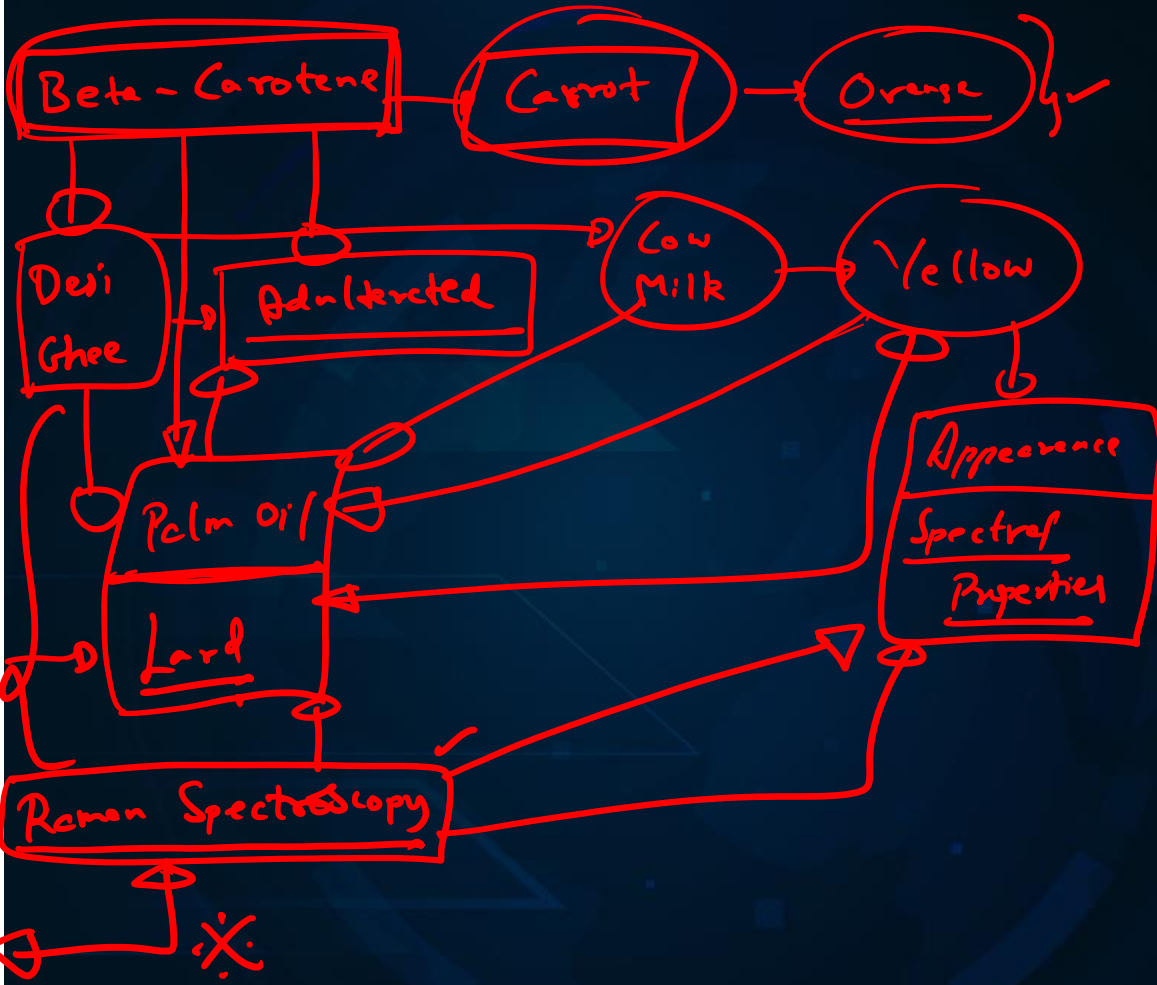 Beta - Carotene
Carrot
Orange
Desi
Ghee
Adulterated
Cow
Milk
Yellow
Appearance
Spectral
Properties
Palm Oil
Lard
Raman Spectroscopy